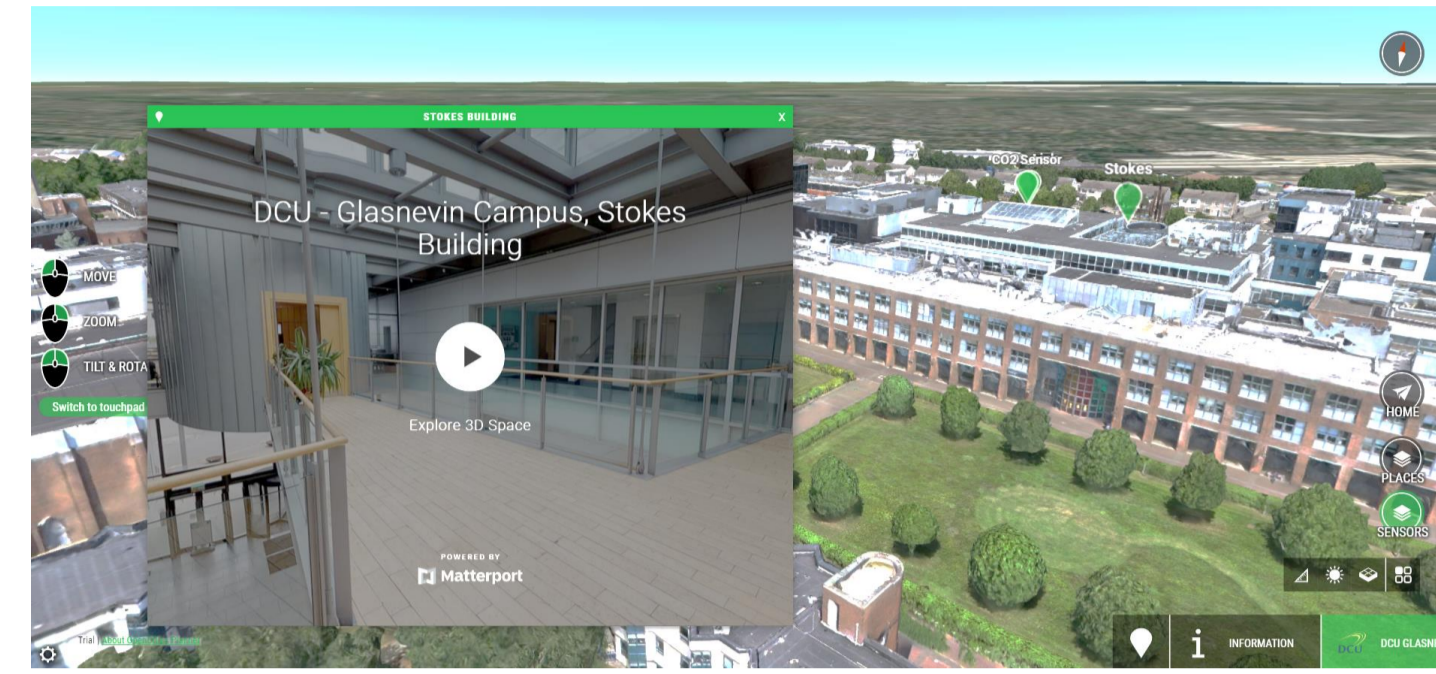 STOKES BUILDING
X
DCU - Glasnevin Campus, Stokes
Building
Explore 3D Space
POWERED BY
Matterport
CO2 Sensor
Stokes
MOVE
ZOOM
TILT & ROTA
Switch to touchpad
HOME
PLACES
SENSORS
Trial | About
i INFORMATION
DCU DCU GLASN